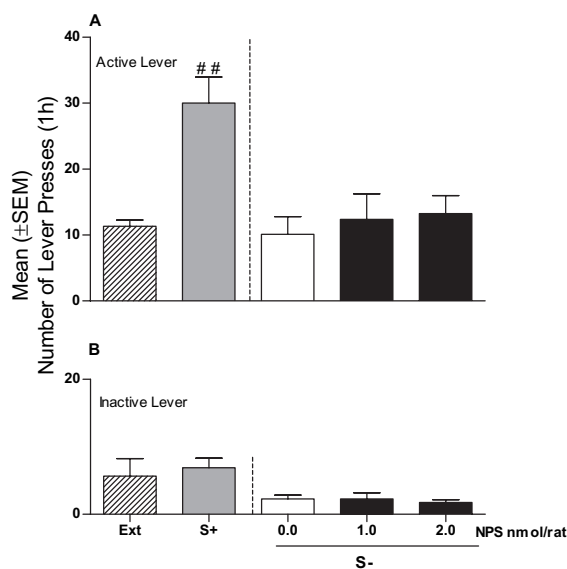 A
40
Active Lever
##
30
20
10
0
Mean (±SEM)
Number of Lever Presses (1h)
B
20
Inactive Lever
0
Ext S+ 0.0 1.0 2.0 NPS nmol/rat
S-